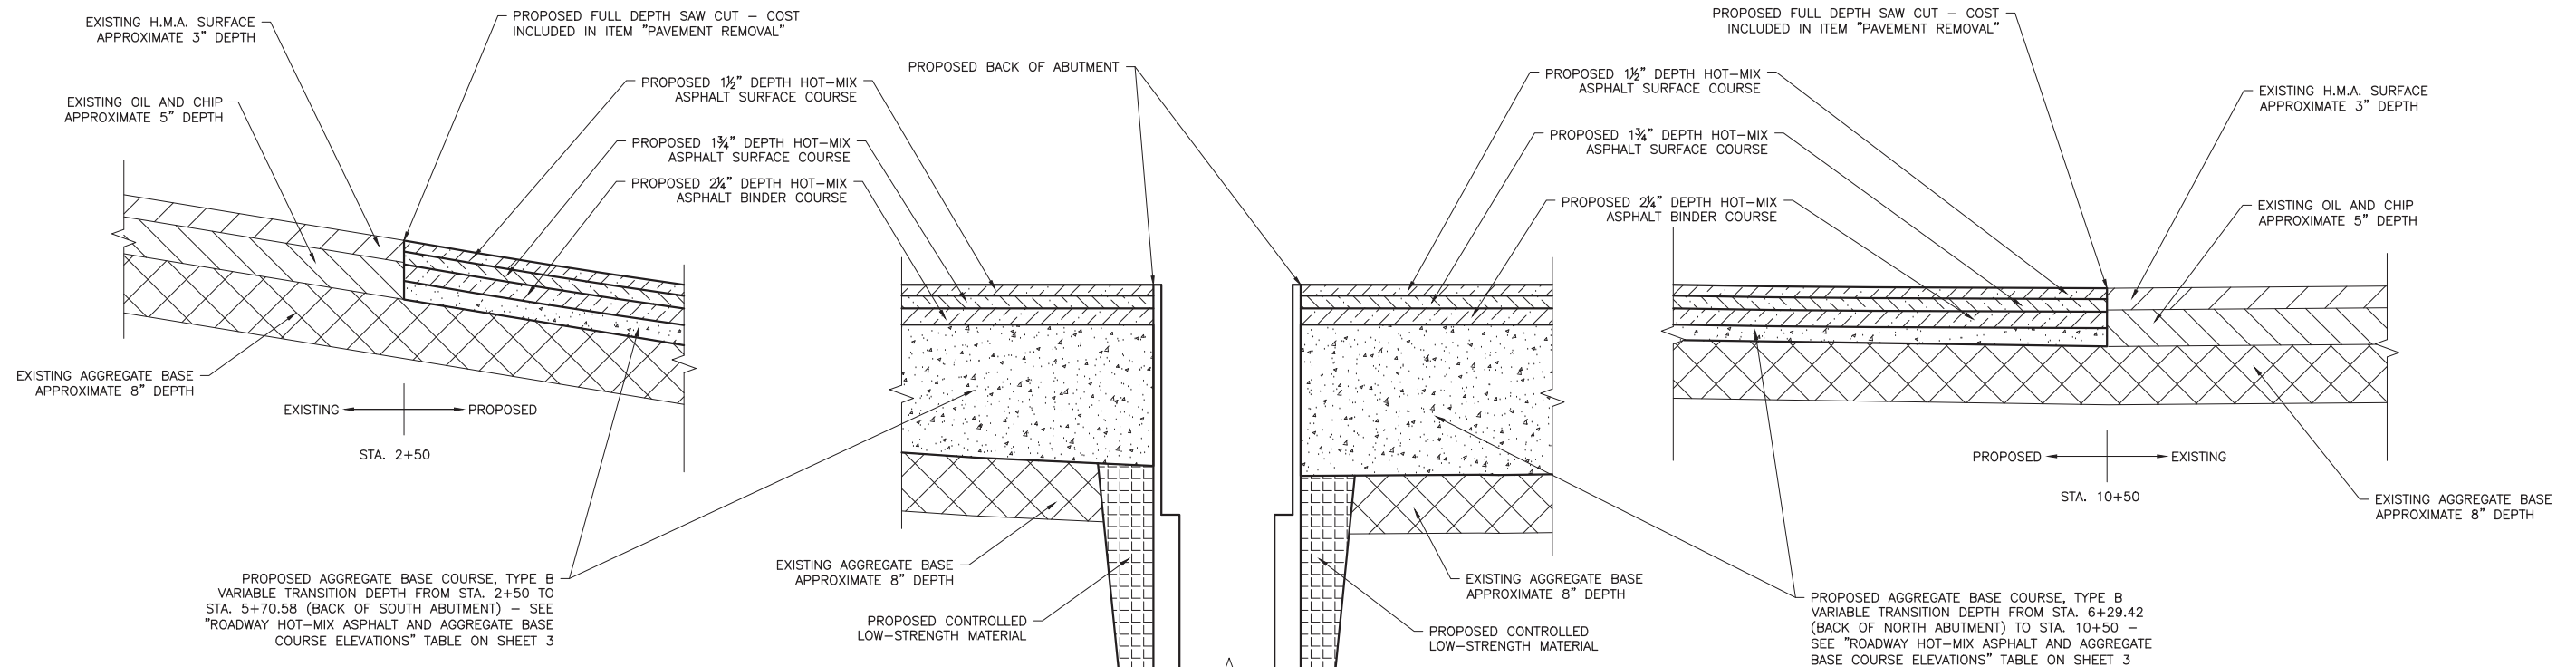 EXISTING H.M.A. SURFACE
APPROXIMATE 3" DEPTH
PROPOSED FULL DEPTH SAW CUT – COST
INCLUDED IN ITEM "PAVEMENT REMOVAL"
EXISTING OIL AND CHIP
APPROXIMATE 5" DEPTH
PROPOSED 1½" DEPTH HOT–MIX
ASPHALT SURFACE COURSE
PROPOSED 1¾" DEPTH HOT–MIX
ASPHALT SURFACE COURSE
PROPOSED 2¼" DEPTH HOT–MIX
ASPHALT BINDER COURSE
EXISTING AGGREGATE BASE
APPROXIMATE 8" DEPTH
EXISTING
PROPOSED
STA. 2+50
PROPOSED AGGREGATE BASE COURSE, TYPE B
VARIABLE TRANSITION DEPTH FROM STA. 2+50 TO
STA. 5+70.58 (BACK OF SOUTH ABUTMENT) – SEE
"ROADWAY HOT–MIX ASPHALT AND AGGREGATE BASE
COURSE ELEVATIONS" TABLE ON SHEET 3
PROPOSED BACK OF ABUTMENT
EXISTING AGGREGATE BASE
APPROXIMATE 8" DEPTH
PROPOSED CONTROLLED
LOW–STRENGTH MATERIAL
PROPOSED 1½" DEPTH HOT–MIX
ASPHALT SURFACE COURSE
PROPOSED 1¾" DEPTH HOT–MIX
ASPHALT SURFACE COURSE
PROPOSED 2¼" DEPTH HOT–MIX
ASPHALT BINDER COURSE
EXISTING AGGREGATE BASE
APPROXIMATE 8" DEPTH
PROPOSED CONTROLLED
LOW–STRENGTH MATERIAL
PROPOSED FULL DEPTH SAW CUT – COST
INCLUDED IN ITEM "PAVEMENT REMOVAL"
EXISTING H.M.A. SURFACE
APPROXIMATE 3" DEPTH
EXISTING OIL AND CHIP
APPROXIMATE 5" DEPTH
PROPOSED
EXISTING
STA. 10+50
EXISTING AGGREGATE BASE
APPROXIMATE 8" DEPTH
PROPOSED AGGREGATE BASE COURSE, TYPE B
VARIABLE TRANSITION DEPTH FROM STA. 6+29.42
(BACK OF NORTH ABUTMENT) TO STA. 10+50 –
SEE "ROADWAY HOT–MIX ASPHALT AND AGGREGATE
BASE COURSE ELEVATIONS" TABLE ON SHEET 3